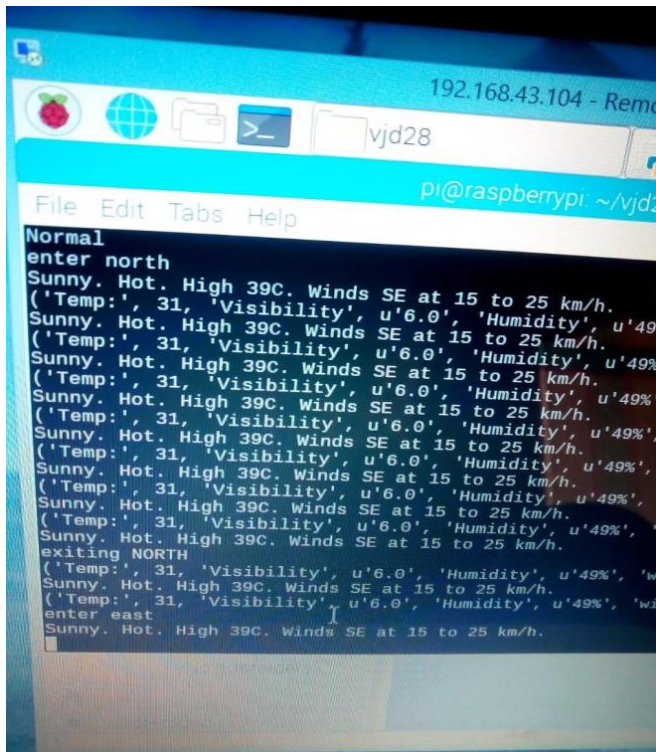 192.168.43.104 - Remo
vjd28
pi@raspberrypi: ~/vjd2
File Edit Tabs Help
Normal
enter north
Sunny. Hot. High 39C. Winds SE at 15 to 25 km/h.
('Temp:', 31, 'Visibility', u'6.0', 'Humidity', u'49
Sunny. Hot. High 39C. Winds SE at 15 to 25 km/h.
('Temp:', 31, 'Visibility', u'6.0', 'Humidity', u'49%
Sunny. Hot. High 39C. Winds SE at 15 to 25 km/h.
('Temp:', 31, 'Visibility', u'6.0', 'Humidity', u'49%'
Sunny. Hot. High 39C. Winds SE at 15 to 25 km/h.
('Temp:', 31, 'Visibility', u'6.0', 'Humidity', u'49%',
Sunny. Hot. High 39C. Winds SE at 15 to 25 km/h.
('Temp:', 31, 'Visibility', u'6.0', 'Humidity', u'49%',
Sunny. Hot. High 39C. Winds SE at 15 to 25 km/h.
('Temp:', 31, 'Visibility', u'6.0', 'Humidity', u'49%',
Sunny. Hot. High 39C. Winds SE at 15 to 25 km/h.
('Temp:', 31, 'Visibility', u'6.0', 'Humidity', u'49%', '
Sunny. Hot. High 39C. Winds SE at 15 to 25 km/h.
exiting NORTH
('Temp:', 31, 'Visibility', u'6.0', 'Humidity', u'49%', 'wi
Sunny. Hot. High 39C. Winds SE at 15 to 25 km/h.
('Temp:', 31, 'Visibility', u'6.0', 'Humidity', u'49%', 'wi
enter east
Sunny. Hot. High 39C. Winds SE at 15 to 25 km/h.